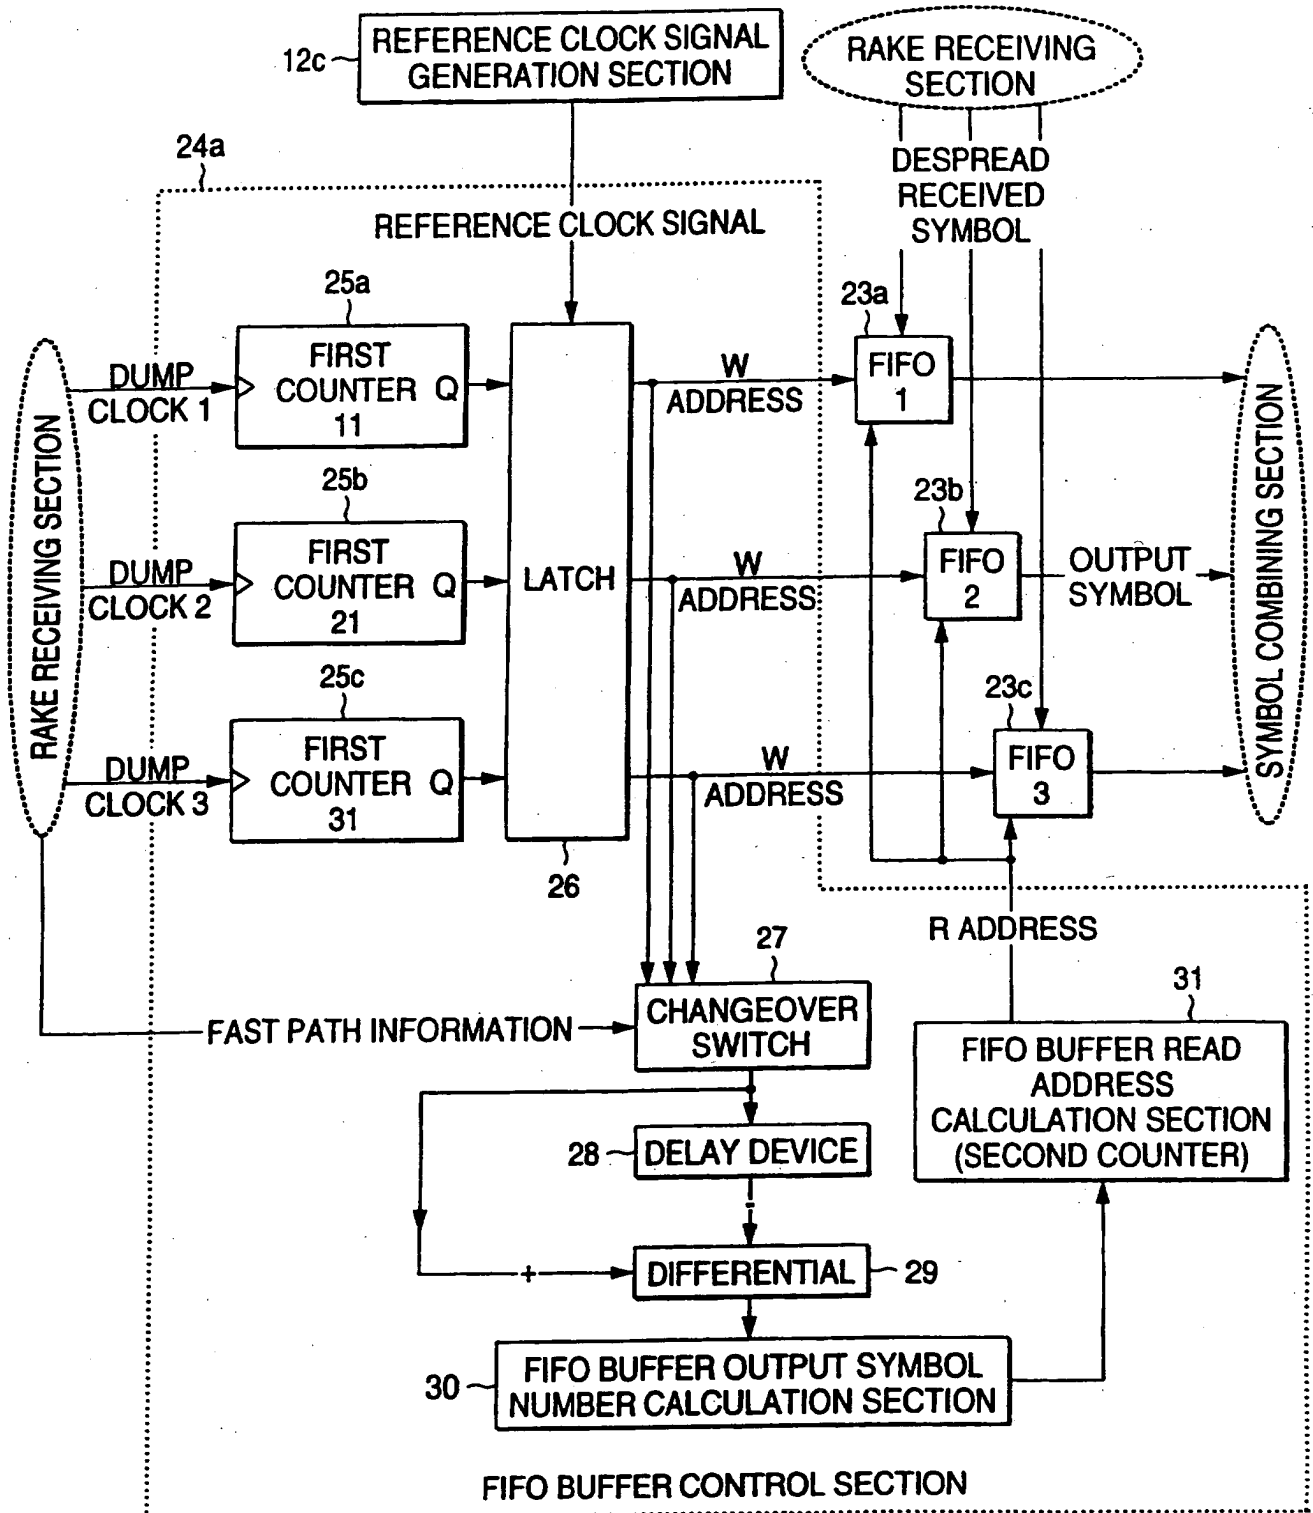 REFERENCE CLOCK SIGNAL
GENERATION SECTION
12c
RAKE RECEIVING
SECTION
24a
DESPREAD
RECEIVED
SYMBOL
REFERENCE CLOCK SIGNAL
25a
FIRST
COUNTER Q
11
DUMP
CLOCK 1
25b
FIRST
COUNTER Q
21
DUMP
CLOCK 2
25c
FIRST
COUNTER Q
31
DUMP
CLOCK 3
RAKE RECEIVING SECTION
LATCH
26
W
ADDRESS
W
ADDRESS
W
ADDRESS
23a
FIFO
1
23b
FIFO
2
23c
FIFO
3
OUTPUT
SYMBOL
SYMBOL COMBINING SECTION
R ADDRESS
27
CHANGEOVER
SWITCH
FAST PATH INFORMATION
31
FIFO BUFFER READ
ADDRESS
CALCULATION SECTION
(SECOND COUNTER)
28
DELAY DEVICE
-
+
DIFFERENTIAL
29
30
FIFO BUFFER OUTPUT SYMBOL
NUMBER CALCULATION SECTION
FIFO BUFFER CONTROL SECTION